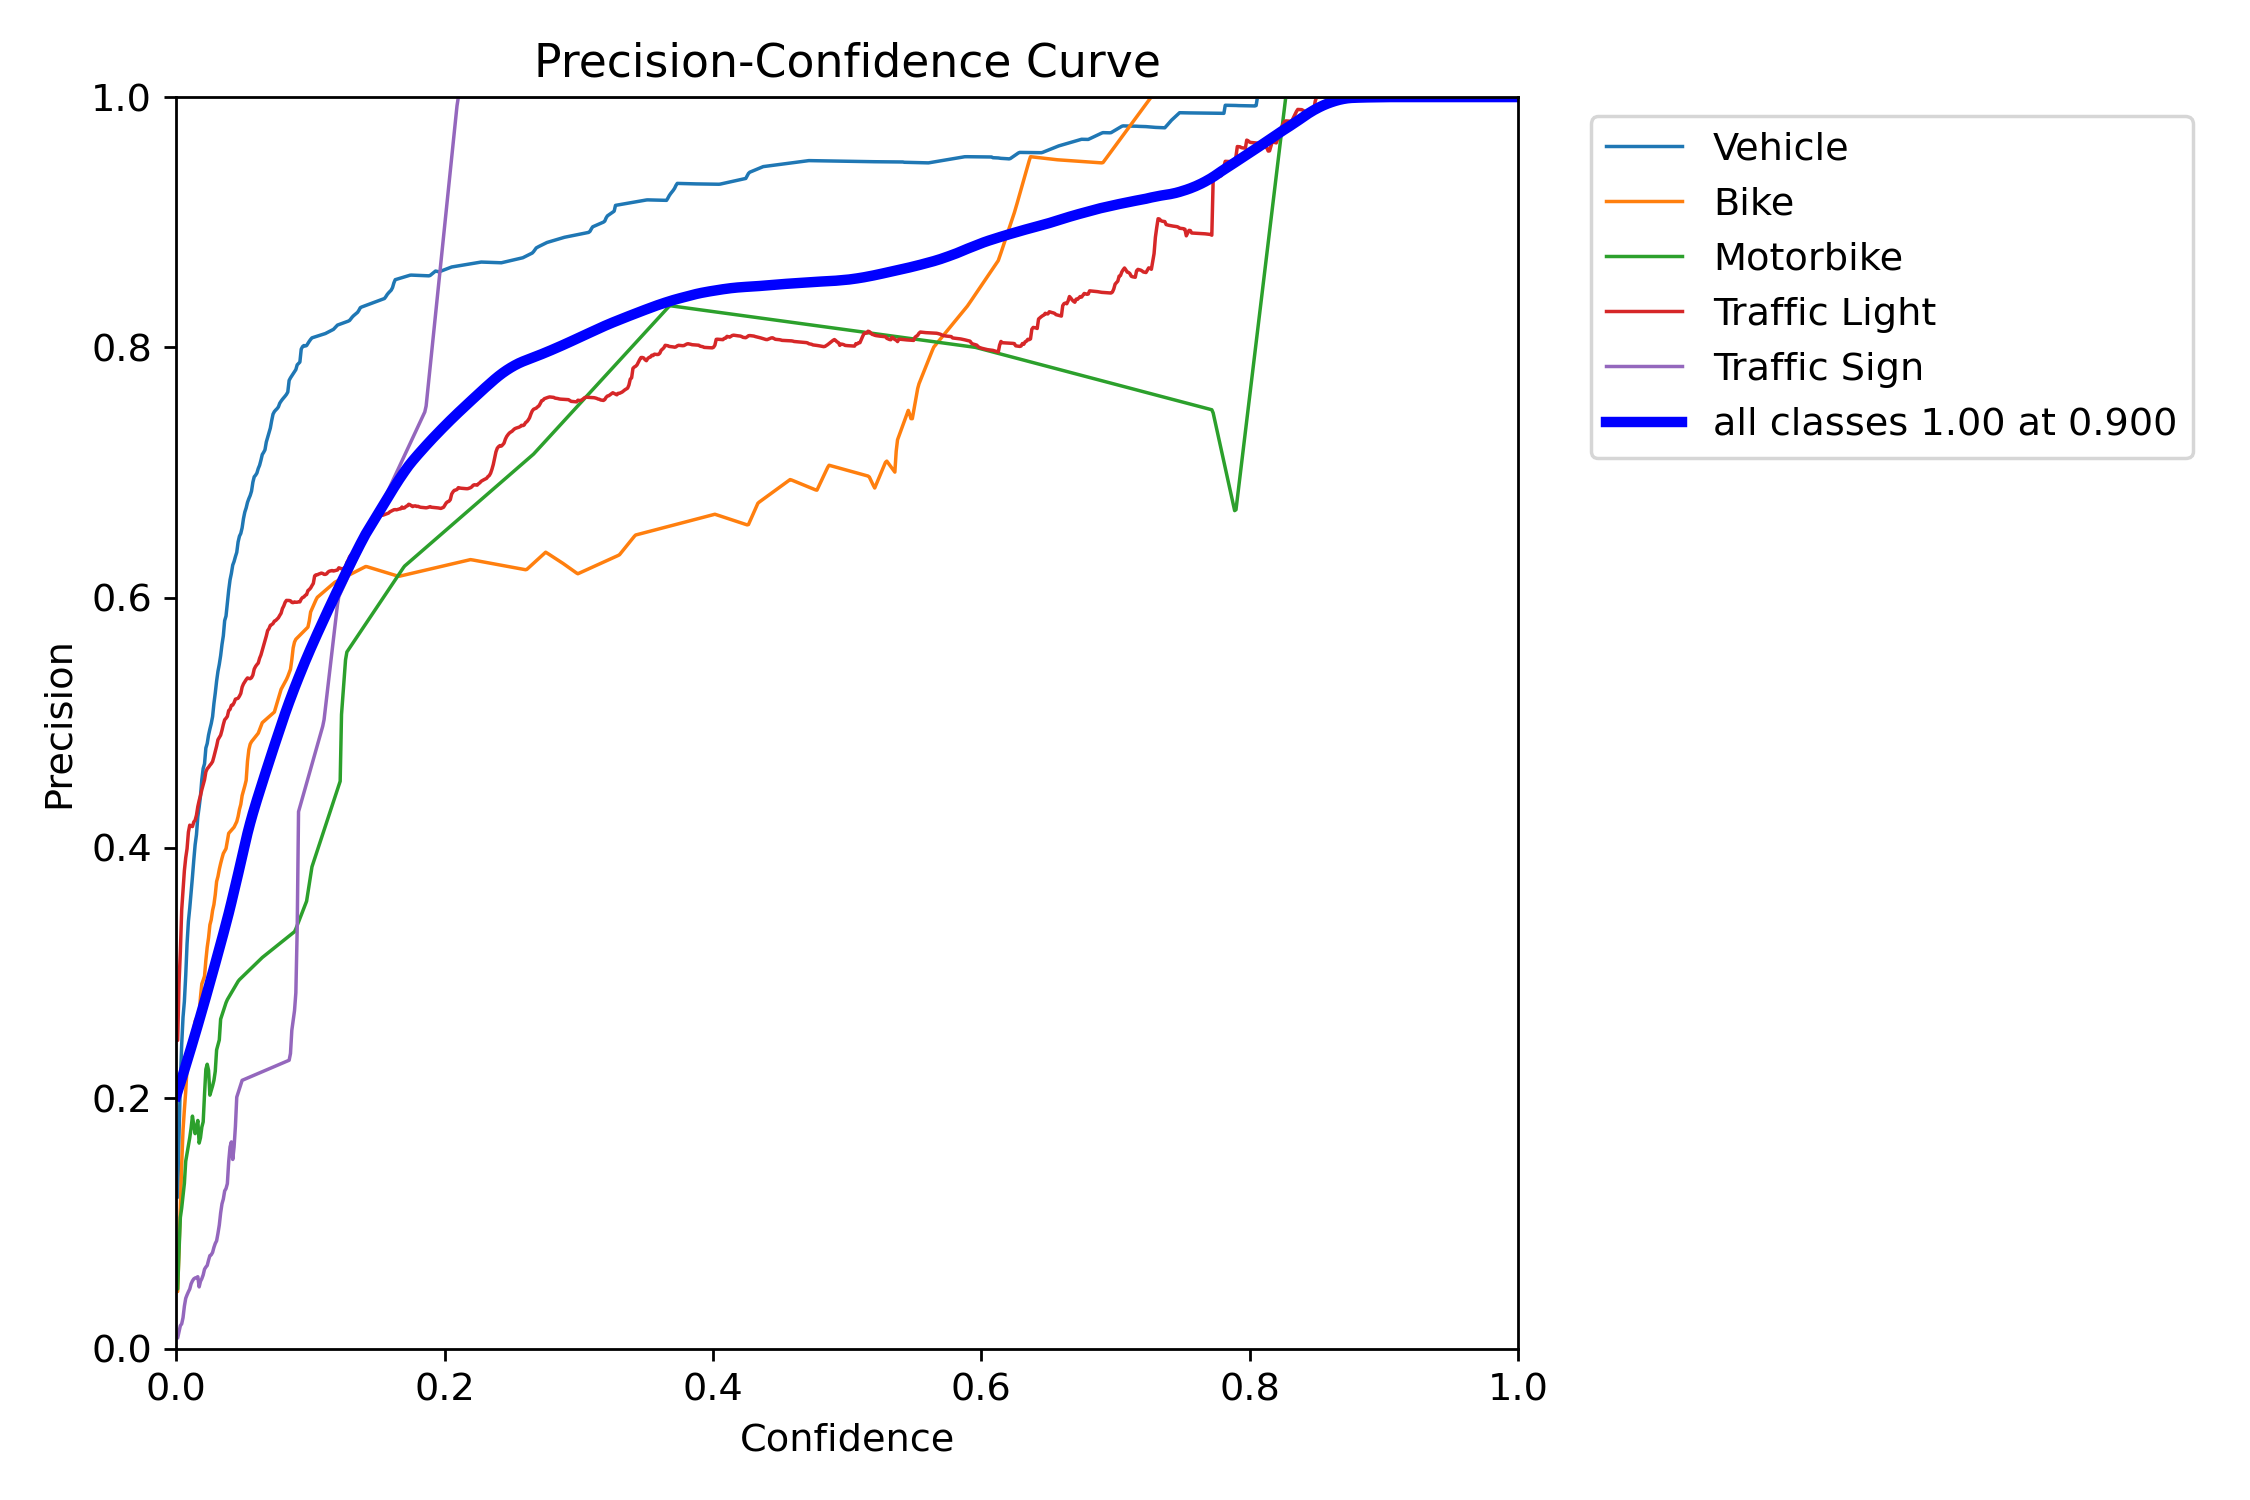 Precision-Confidence Curve
1.0
0.8
0.6
0.4
0.2
0.0
Precision
0.0 0.2 0.4 0.6 0.8 1.0
Confidence
Vehicle
Bike
Motorbike
Traffic Light
Traffic Sign
all classes 1.00 at 0.900